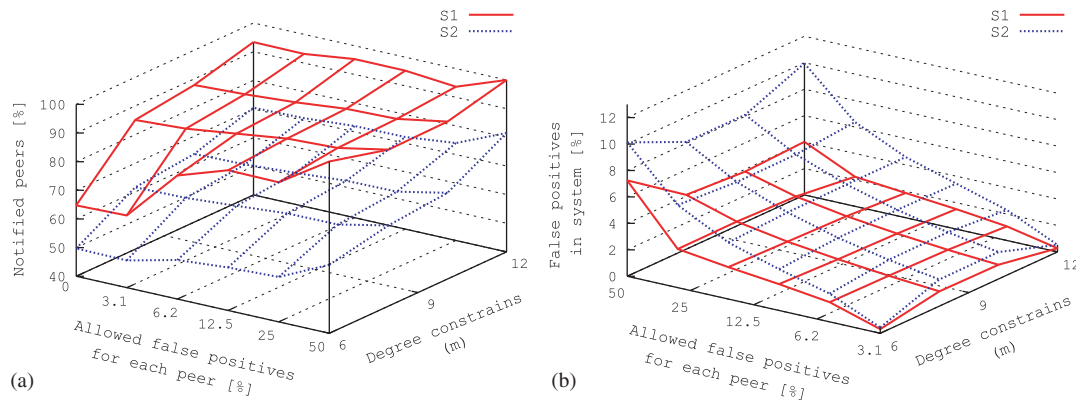 S1
S2
Notified peers [%]
100
90
80
70
60
50
40
0
3.1
6.2
12.5
25
50
6
9
12
Allowed false positives
for each peer [%]
Degree constrains
(m)
(a)
S1
S2
False positives
in system [%]
12
10
8
6
4
2
0
50
25
12.5
6.2
3.1
6
9
12
Allowed false positives
for each peer [%]
Degree constrains
(m)
(b)